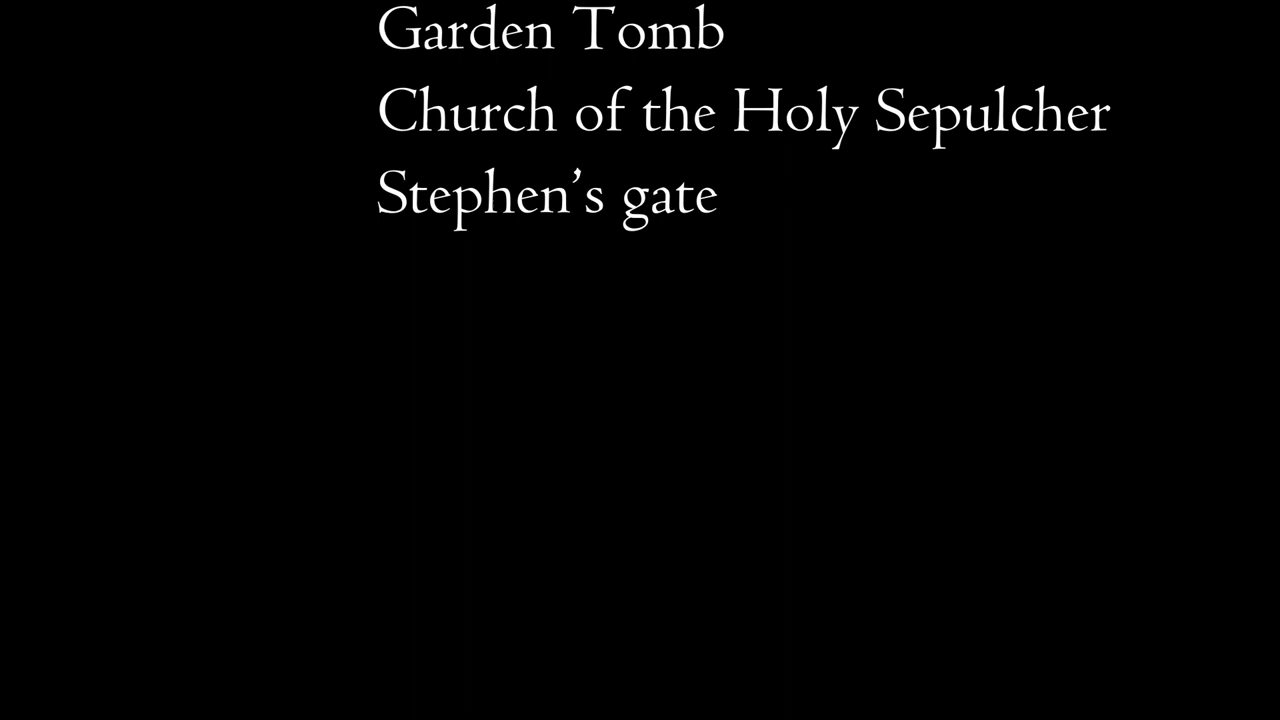 Garden Tomb
Church of the Holy Sepulcher
Stephen’s gate